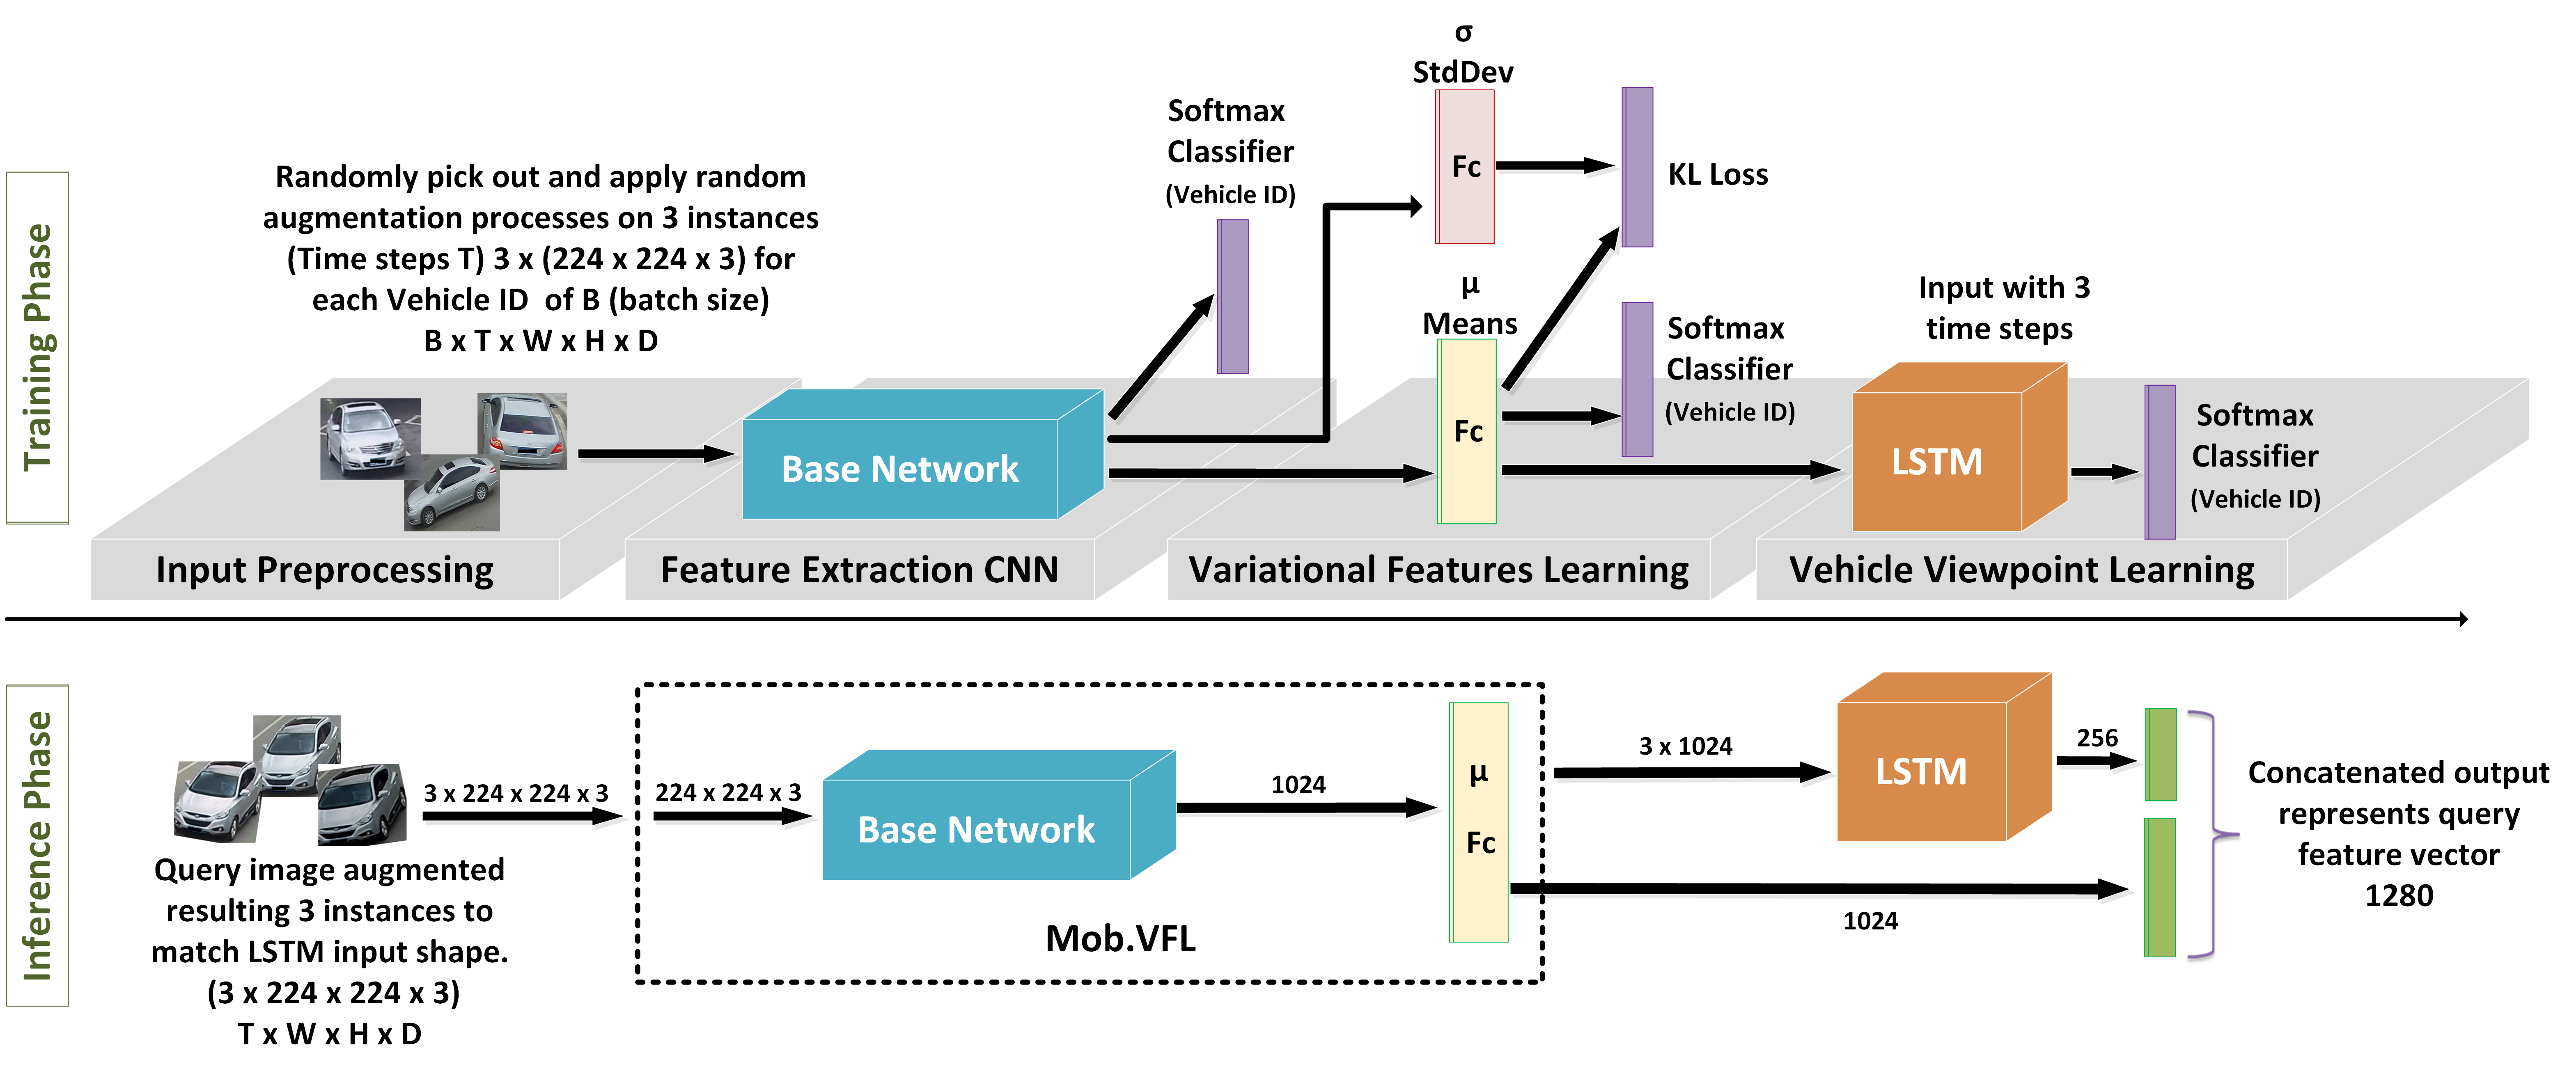 Training Phase
Randomly pick out and apply random
augmentation processes on 3 instances
(Time steps T) 3 x (224 x 224 x 3) for
each Vehicle ID of B (batch size)
B x T x W x H x D
Softmax
Classifier
(Vehicle ID)
σ
StdDev
Fc
KL Loss
μ
Means
Fc
Softmax
Classifier
(Vehicle ID)
Input with 3
time steps
Base Network
LSTM
Softmax
Classifier
(Vehicle ID)
Input Preprocessing
Feature Extraction CNN
Variational Features Learning
Vehicle Viewpoint Learning
Inference Phase
3 x 224 x 224 x 3
Query image augmented
resulting 3 instances to
match LSTM input shape.
(3 x 224 x 224 x 3)
T x W x H x D
224 x 224 x 3
Base Network
1024
μ
Fc
Mob.VFL
3 x 1024
LSTM
256
1024
Concatenated output
represents query
feature vector
1280